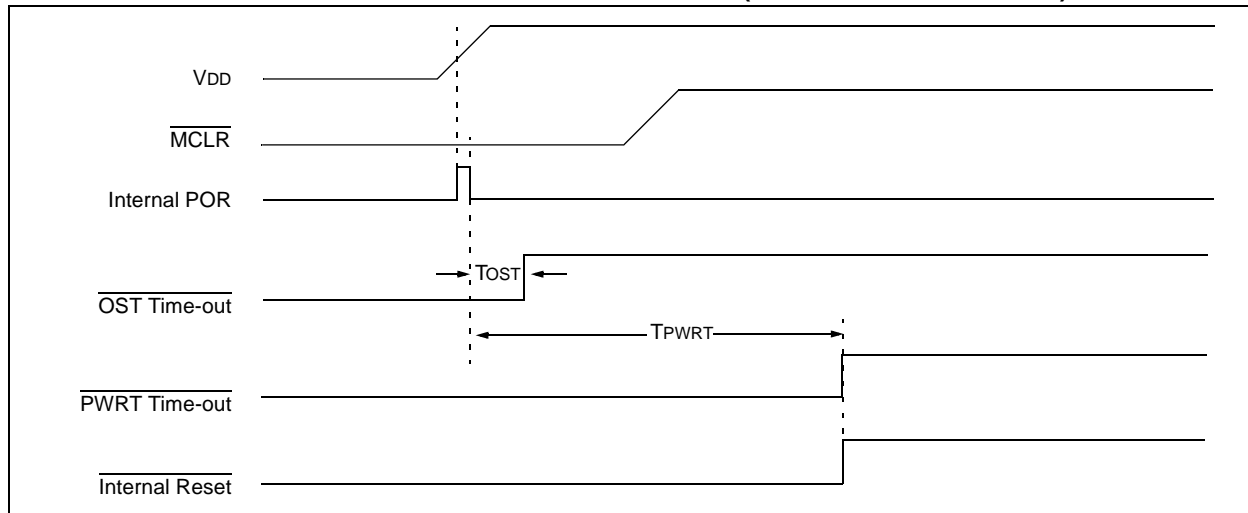 VDD
MCLR
Internal POR
TOST
OST Time-out
TPWRT
PWRT Time-out
Internal Reset